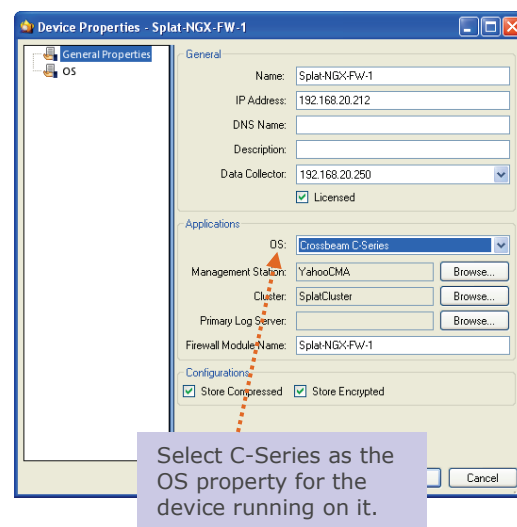 Device Properties - Splat-NGX-FW-1
General Properties
OS
General
Name: Splat-NGX-FW-1
IP Address: 192.168.20.212
DNS Name:
Description:
Data Collector: 192.168.20.250
Licensed
Applications
OS: Crossbeam C-Series
Management Station: YahooCMA Browse...
Cluster: SplatCluster Browse...
Primary Log Server: Browse...
Firewall Module Name: Splat-NGX-FW-1
Configurations
Store Compressed Store Encrypted
Cancel
Select C-Series as the
OS property for the
device running on it.